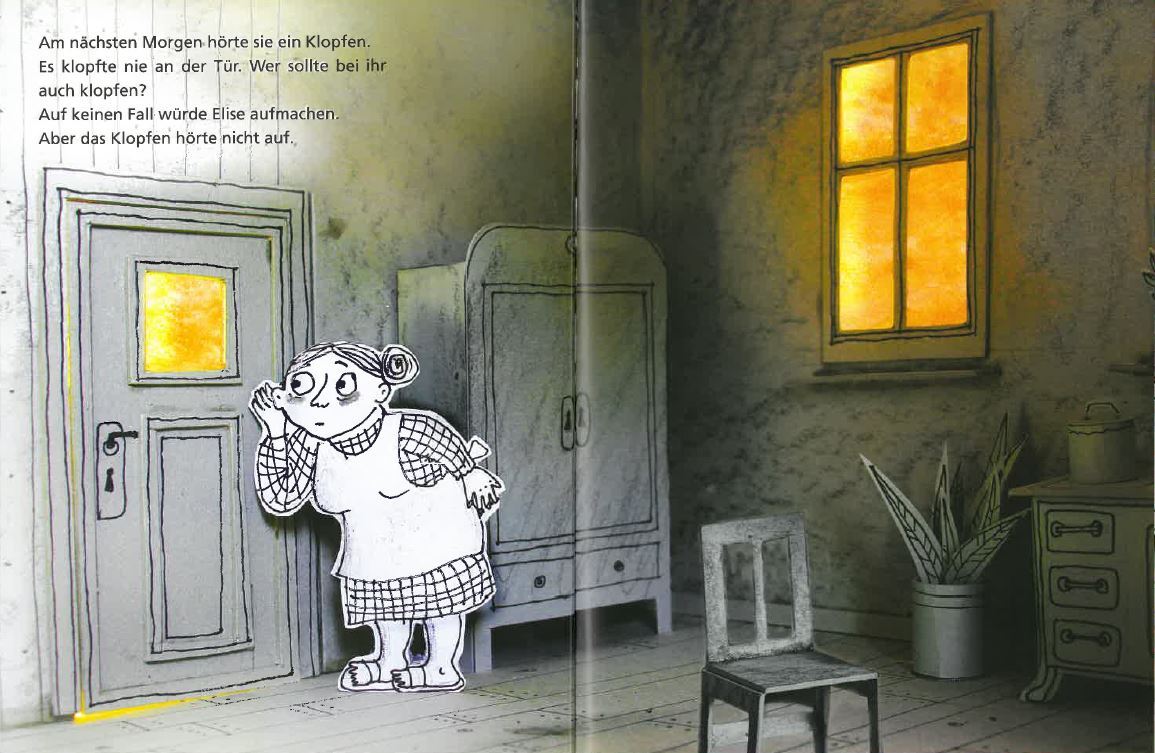 Am nächsten Morgen hörte sie ein Klopfen.
Es klopfte nie an der Tür. Wer sollte bei ihr
auch klopfen?
Auf keinen Fall würde Elise aufmachen.
Aber das Klopfen hörte nicht auf.